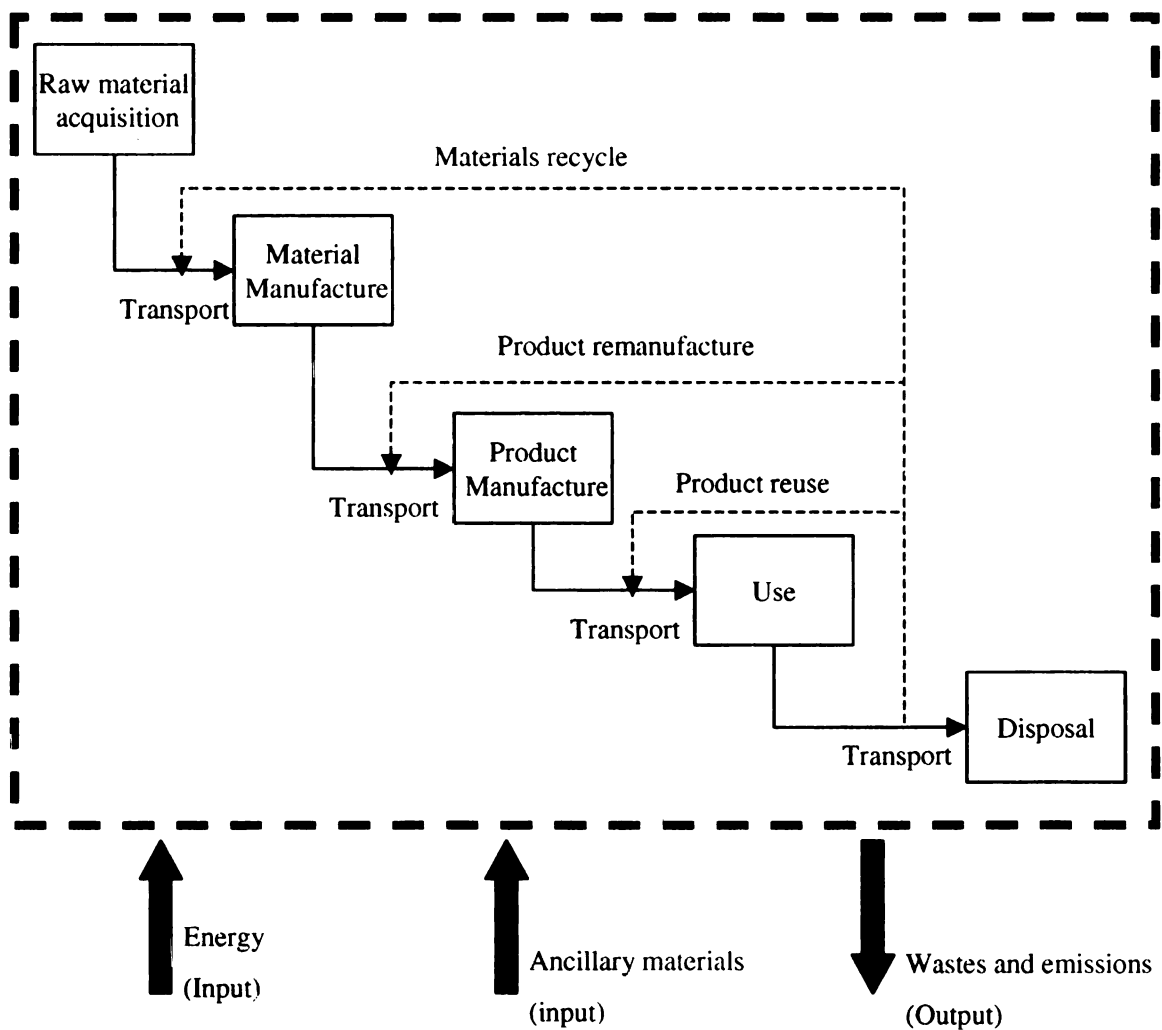 Raw material
acquisition
Materials recycle
Material
Manufacture
Transport
Product remanufacture
Product
Manufacture
Transport
Product reuse
Use
Transport
Disposal
Transport
Energy
(Input)
Ancillary materials
(input)
Wastes and emissions
(Output)